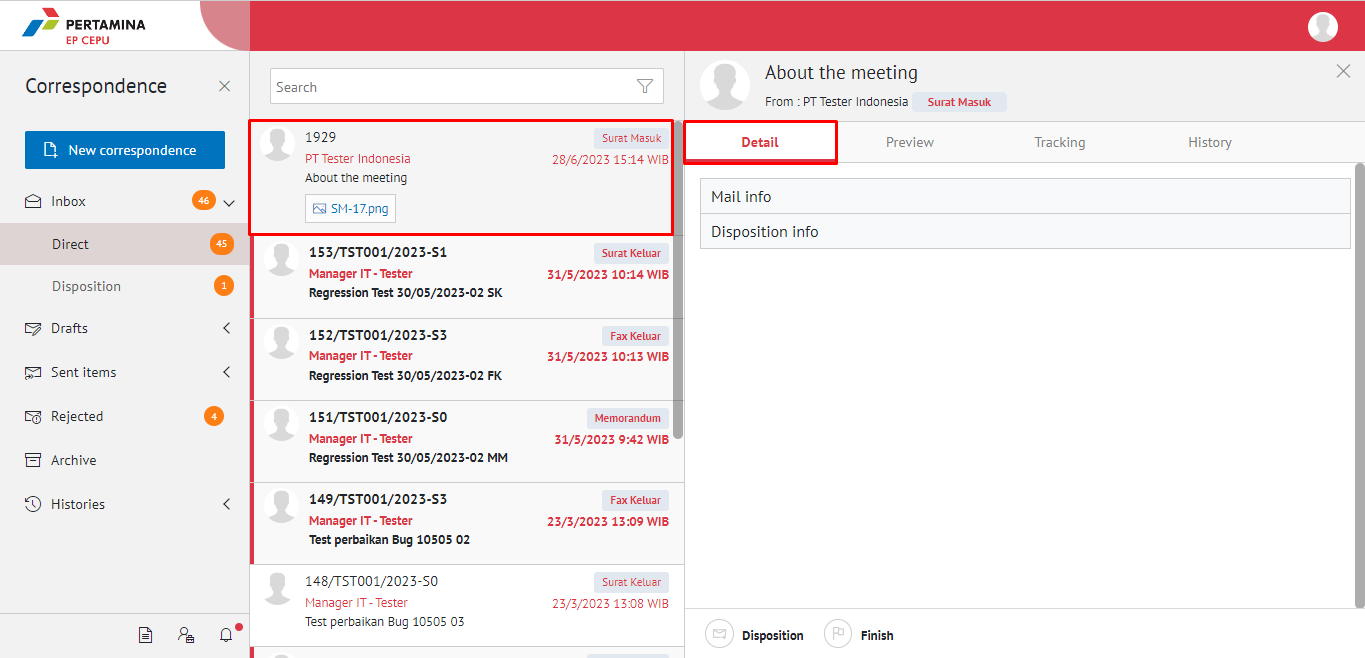 PERTAMINA
EP CEPU
Correspondence
New correspondence
Inbox 46
Direct 45
Disposition 1
Drafts
Sent items
Rejected 4
Archive
Histories
Search
1929 Surat Masuk
PT Tester Indonesia 28/6/2023 15:14 WIB
About the meeting
SM-17.png
153/TST001/2023-S1 Surat Keluar
Manager IT - Tester 31/5/2023 10:14 WIB
Regression Test 30/05/2023-02 SK
152/TST001/2023-S3 Fax Keluar
Manager IT - Tester 31/5/2023 10:13 WIB
Regression Test 30/05/2023-02 FK
151/TST001/2023-S0 Memorandum
Manager IT - Tester 31/5/2023 9:42 WIB
Regression Test 30/05/2023-02 MM
149/TST001/2023-S3 Fax Keluar
Manager IT - Tester 23/3/2023 13:09 WIB
Test perbaikan Bug 10505 02
148/TST001/2023-S0 Surat Keluar
Manager IT - Tester 23/3/2023 13:08 WIB
Test perbaikan Bug 10505 03
About the meeting
From : PT Tester Indonesia Surat Masuk
Detail Preview Tracking History
Mail info
Disposition info
Disposition Finish